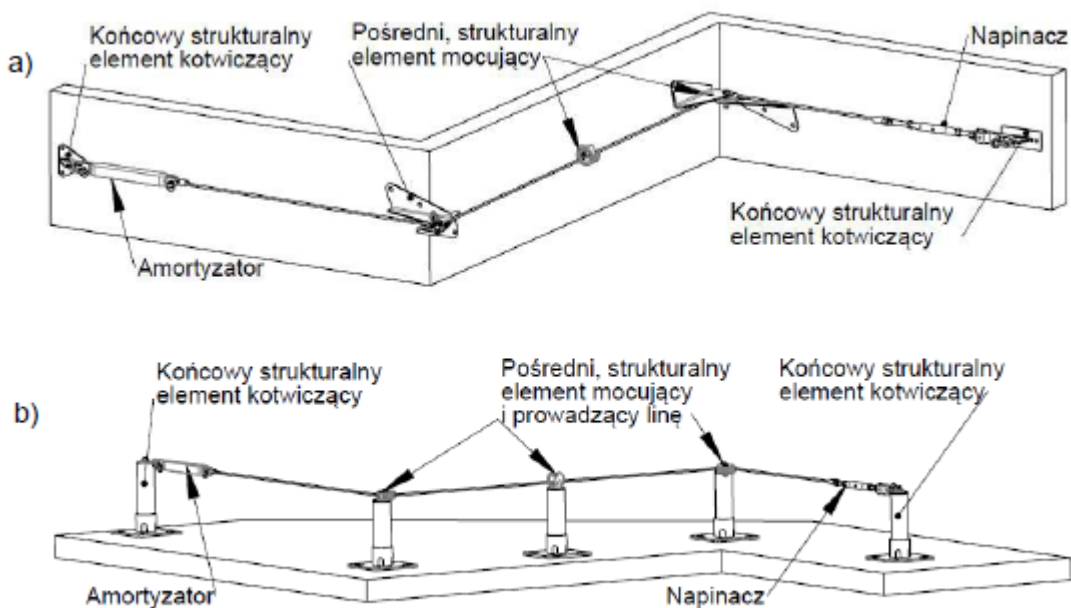 a)
Końcowy strukturalny
element kotwiczący
Pośredni, strukturalny
element mocujący
Napinacz
Końcowy strukturalny
element kotwiczący
Amortyzator
b)
Końcowy strukturalny
element kotwiczący
Pośredni, strukturalny
element mocujący
i prowadzący linę
Końcowy strukturalny
element kotwiczący
Amortyzator
Napinacz